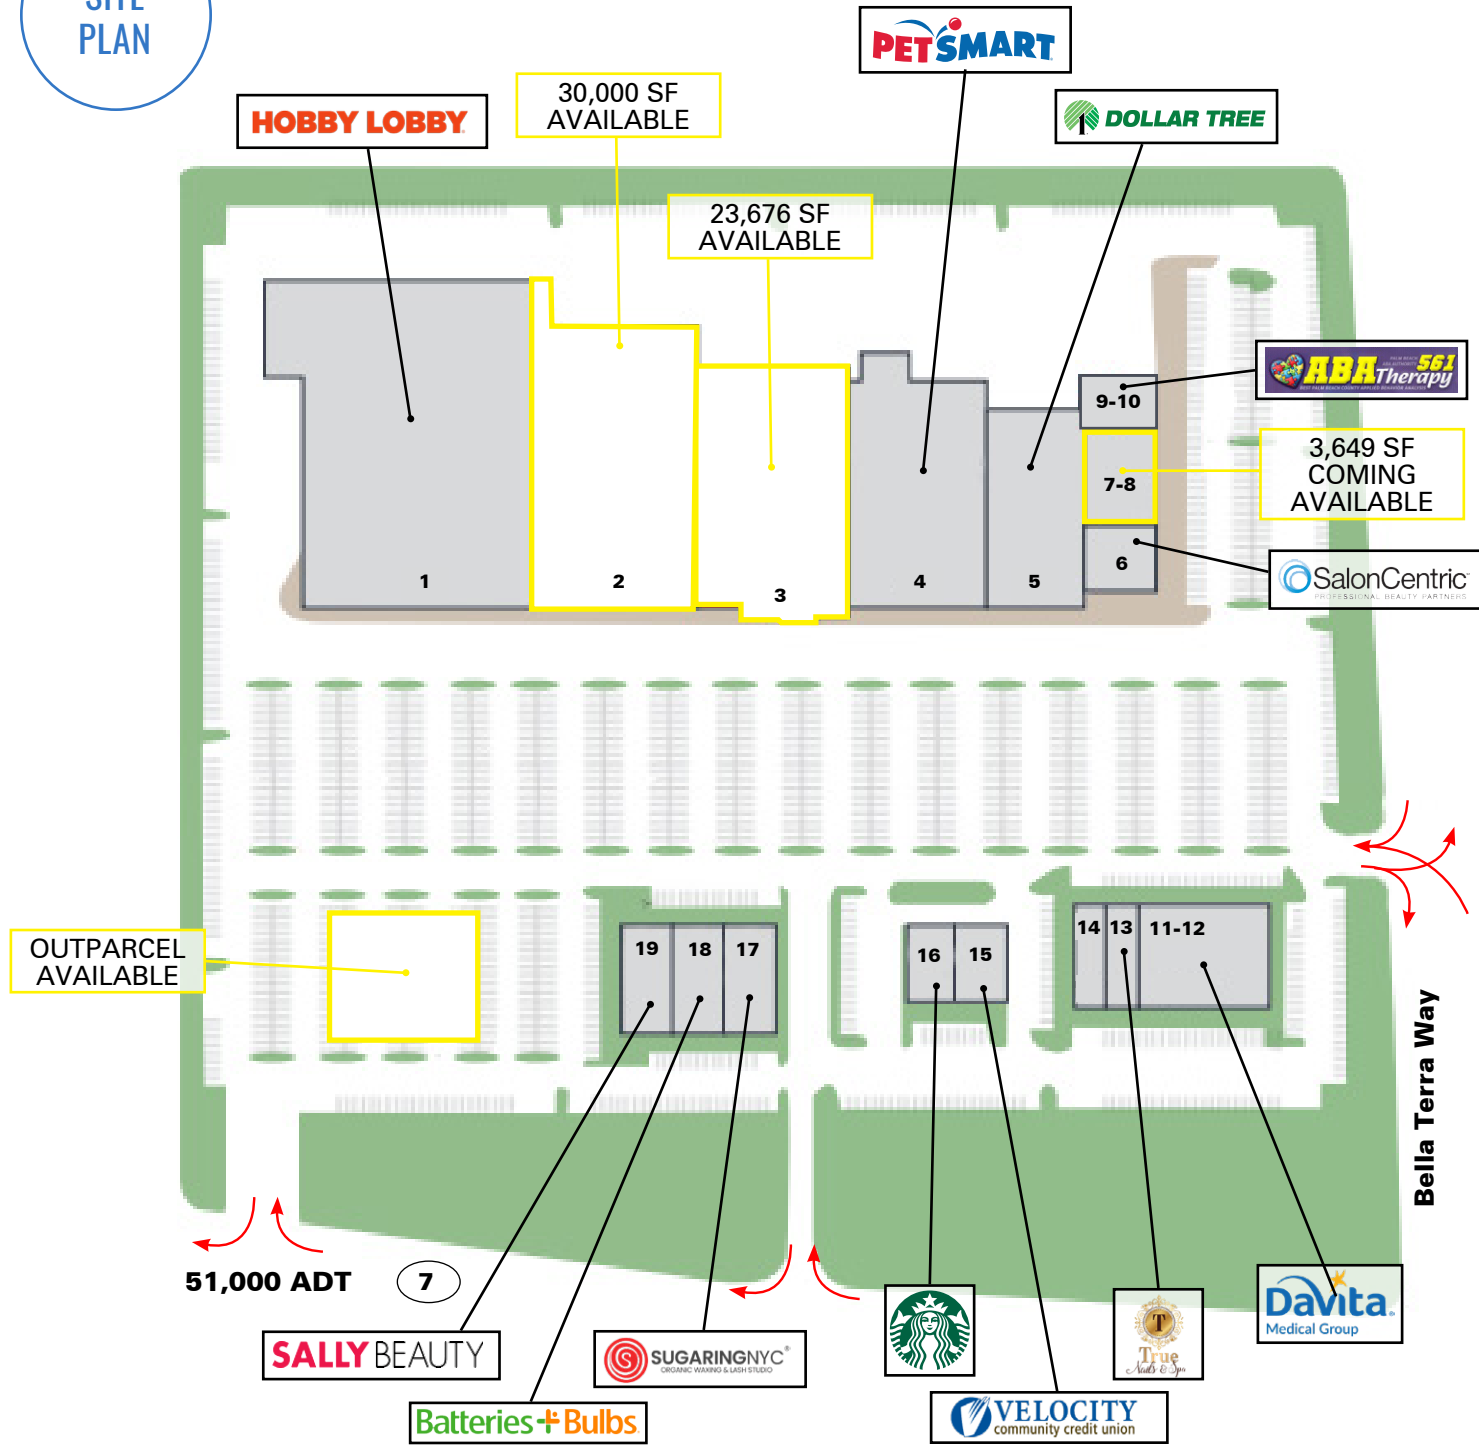 SITE
PLAN
PETSMART
HOBBY LOBBY
30,000 SF
AVAILABLE
DOLLAR TREE
23,676 SF
AVAILABLE
ABA Therapy 561
9-10
3,649 SF
COMING
AVAILABLE
7-8
6
SalonCentric
PROFESSIONAL BEAUTY PARTNERS
1
2
3
4
5
OUTPARCEL
AVAILABLE
19
18
17
16
15
14
13
11-12
Bella Terra Way
51,000 ADT
7
SALLY BEAUTY
SUGARINGNYC®
ORGANIC WAXING & LASH STUDIO
T
True
Nails & Spa
DaVita
Medical Group
Batteries + Bulbs
VELOCITY
community credit union